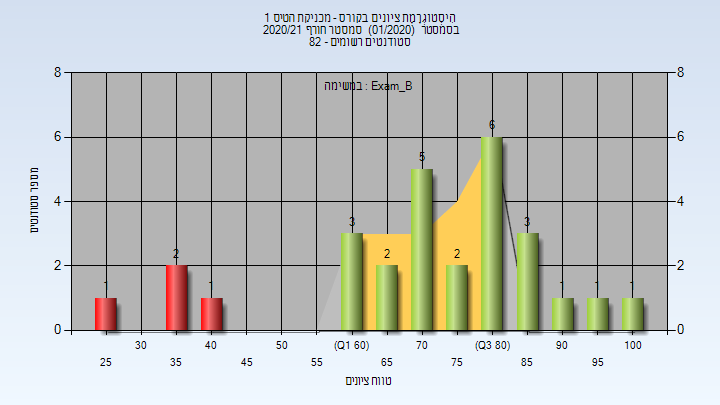 היסטוגרמת ציונים בקורס - מכניקת הטיס 1
בסמסטר (01/2020) סמסטר חורף 2020/21
סטודנטים רשומים - 82
במשימה : Exam_B
8 8
6 6
4 4
2 2
0 0
מספר סטודנטים
1 2 1 3 2 5 2 6 3 1 1 1
30 40 50 (Q1 60) 70 (Q3 80) 90 100
25 35 45 55 65 75 85 95
טווח ציונים